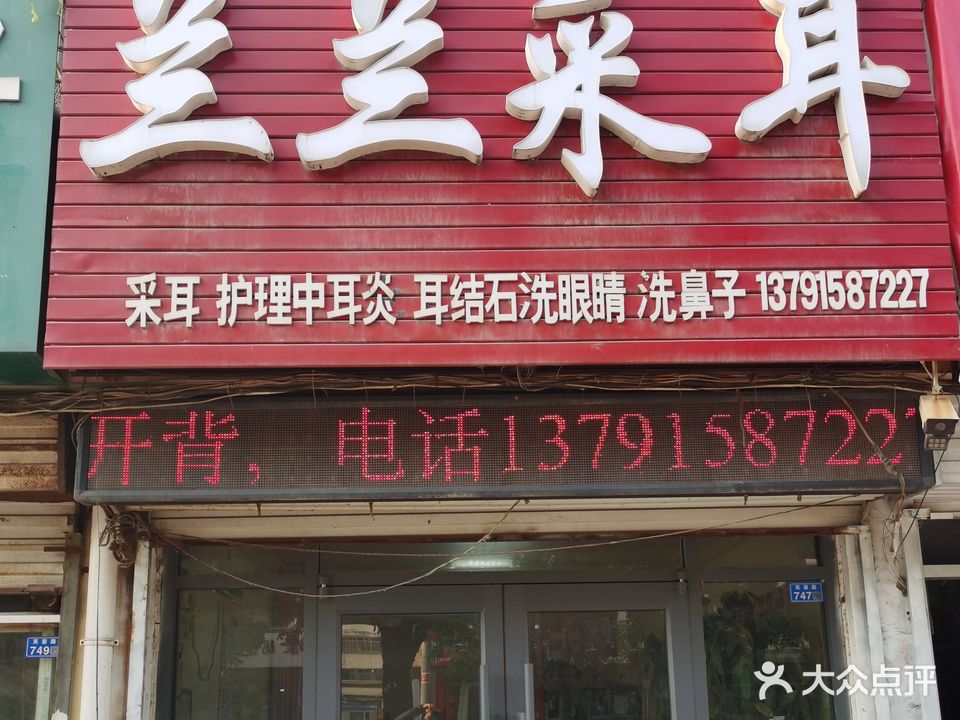 兰兰采耳
采耳 护理中耳炎 耳结石洗眼睛 洗鼻子 13791587227
开背，电话1379158722
747
749
大众点评